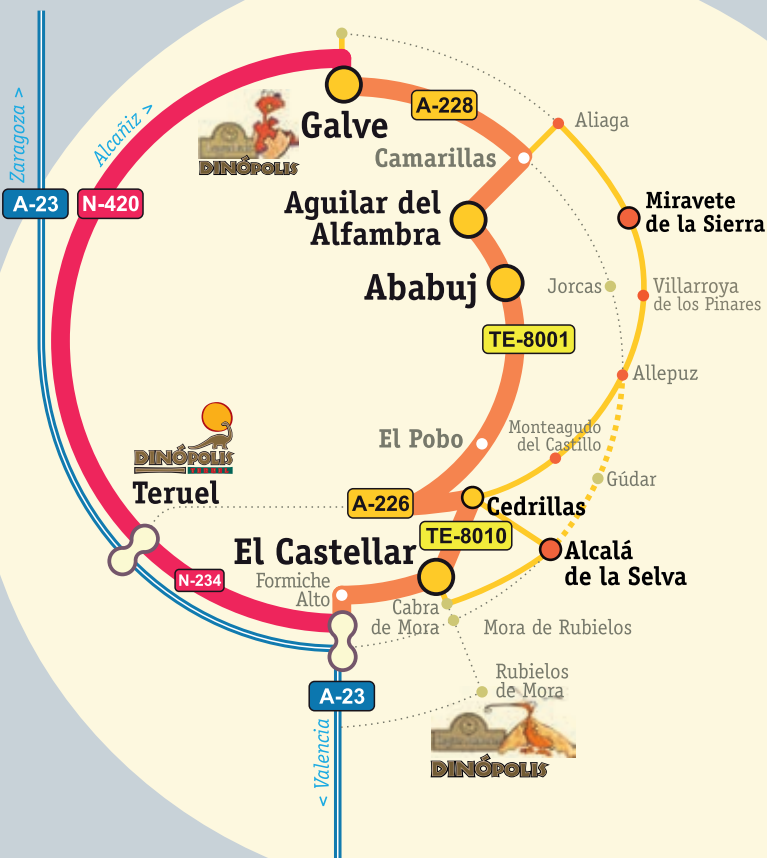 Zaragoza >
Alcañiz >
Galve
A-228
DINÓPOLIS
Camarillas
Aliaga
A-23
N-420
Aguilar del
Alfambra
Miravete
de la Sierra
Ababuj
Jorcas
Villarroya
de los Pinares
TE-8001
Allepuz
DINÓPOLIS
TERUEL
Teruel
El Pobo
Monteagudo
del Castillo
Gúdar
A-226
Cedrillas
TE-8010
El Castellar
Alcalá
de la Selva
N-234
Formiche
Alto
Cabra
de Mora
Mora de Rubielos
Rubielos
de Mora
A-23
< Valencia
DINÓPOLIS